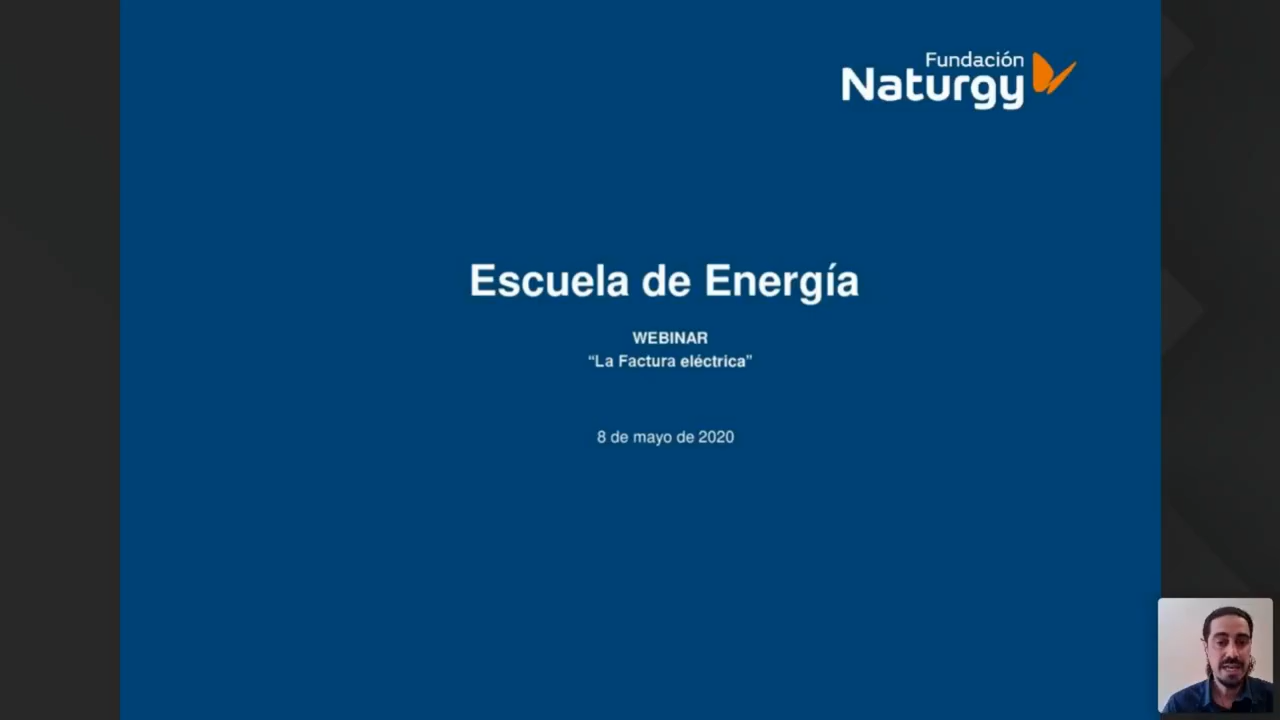 Fundación
Naturgy
Escuela de Energía
WEBINAR
“La Factura eléctrica”
8 de mayo de 2020